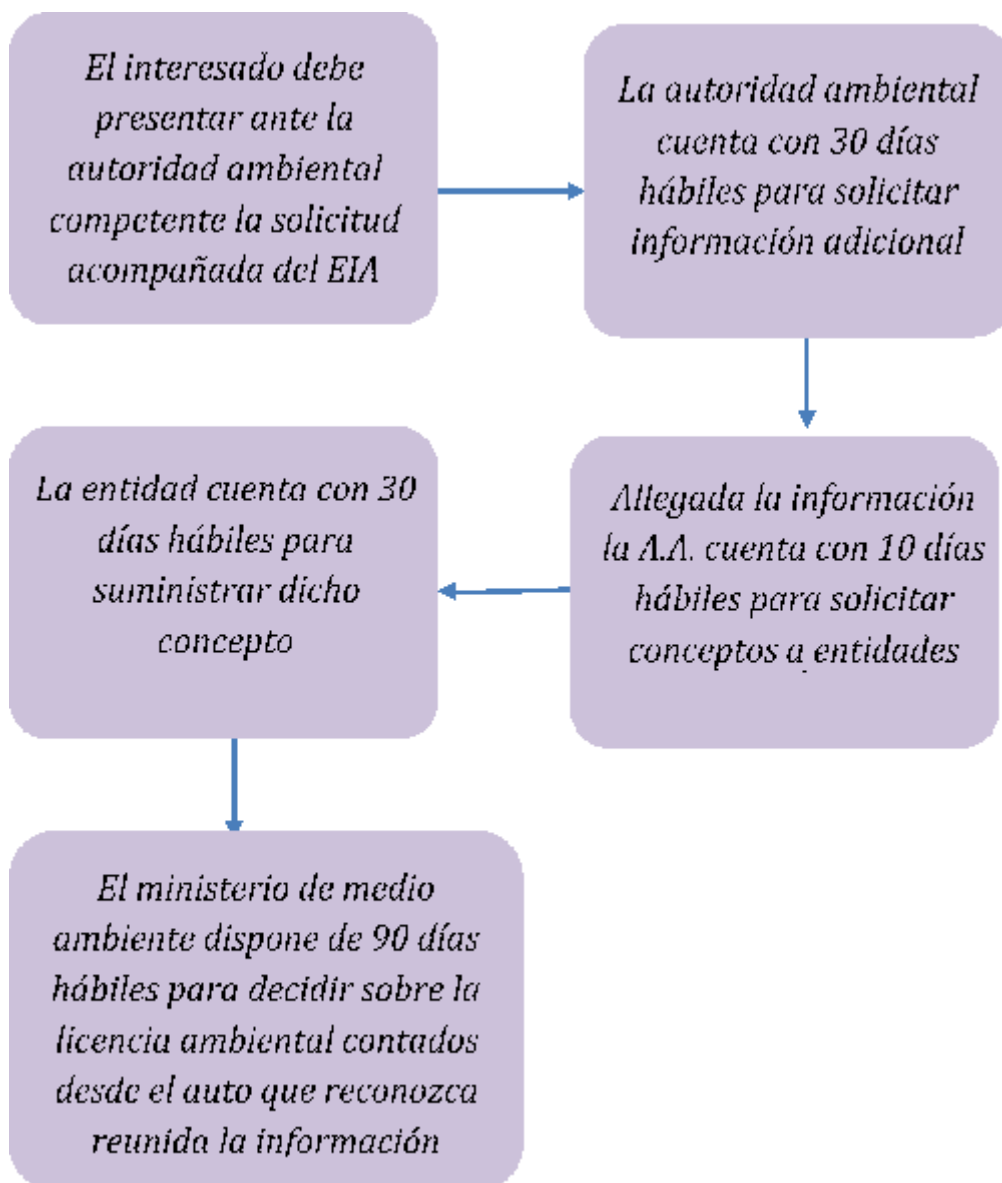 El interesado debe
presentar ante la
autoridad ambiental
competente la solicitud
acompañada del EIA
La autoridad ambiental
cuenta con 30 días
hábiles para solicitar
información adicional
Allegada la información
la A.A. cuenta con 10 días
hábiles para solicitar
conceptos a entidades
La entidad cuenta con 30
días hábiles para
suministrar dicho
concepto
El ministerio de medio
ambiente dispone de 90 días
hábiles para decidir sobre la
licencia ambiental contados
desde el auto que reconozca
reunida la información